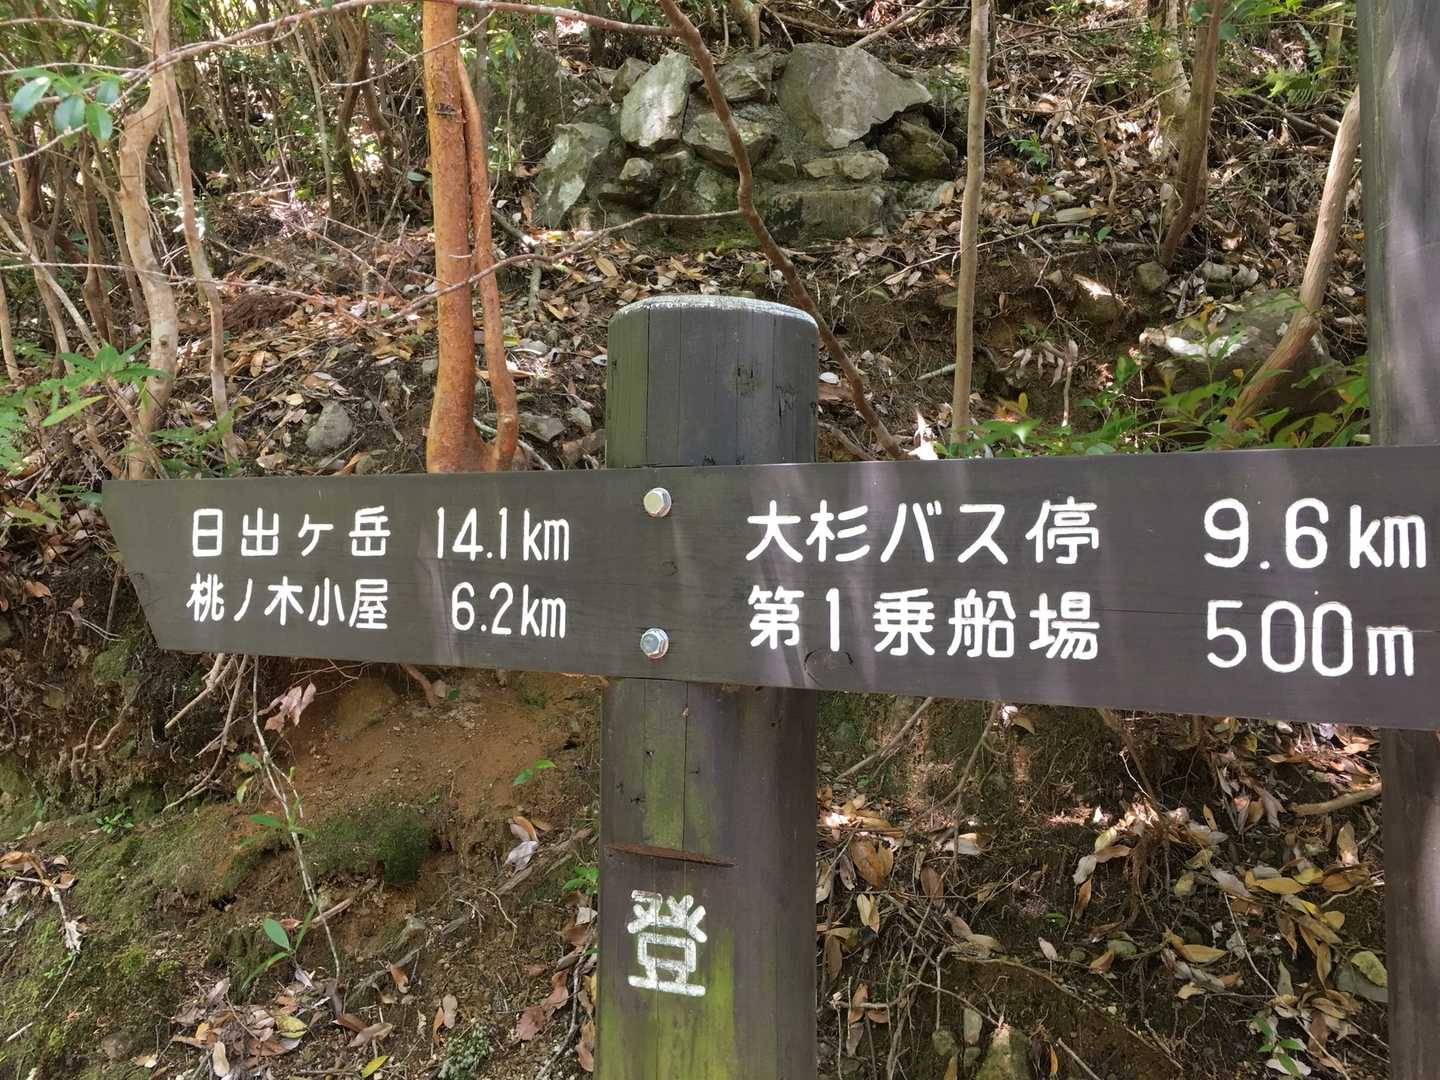 日出ヶ岳 14.1km
桃ノ木小屋 6.2km
大杉バス停 9.6km
第1乗船場 500m
登